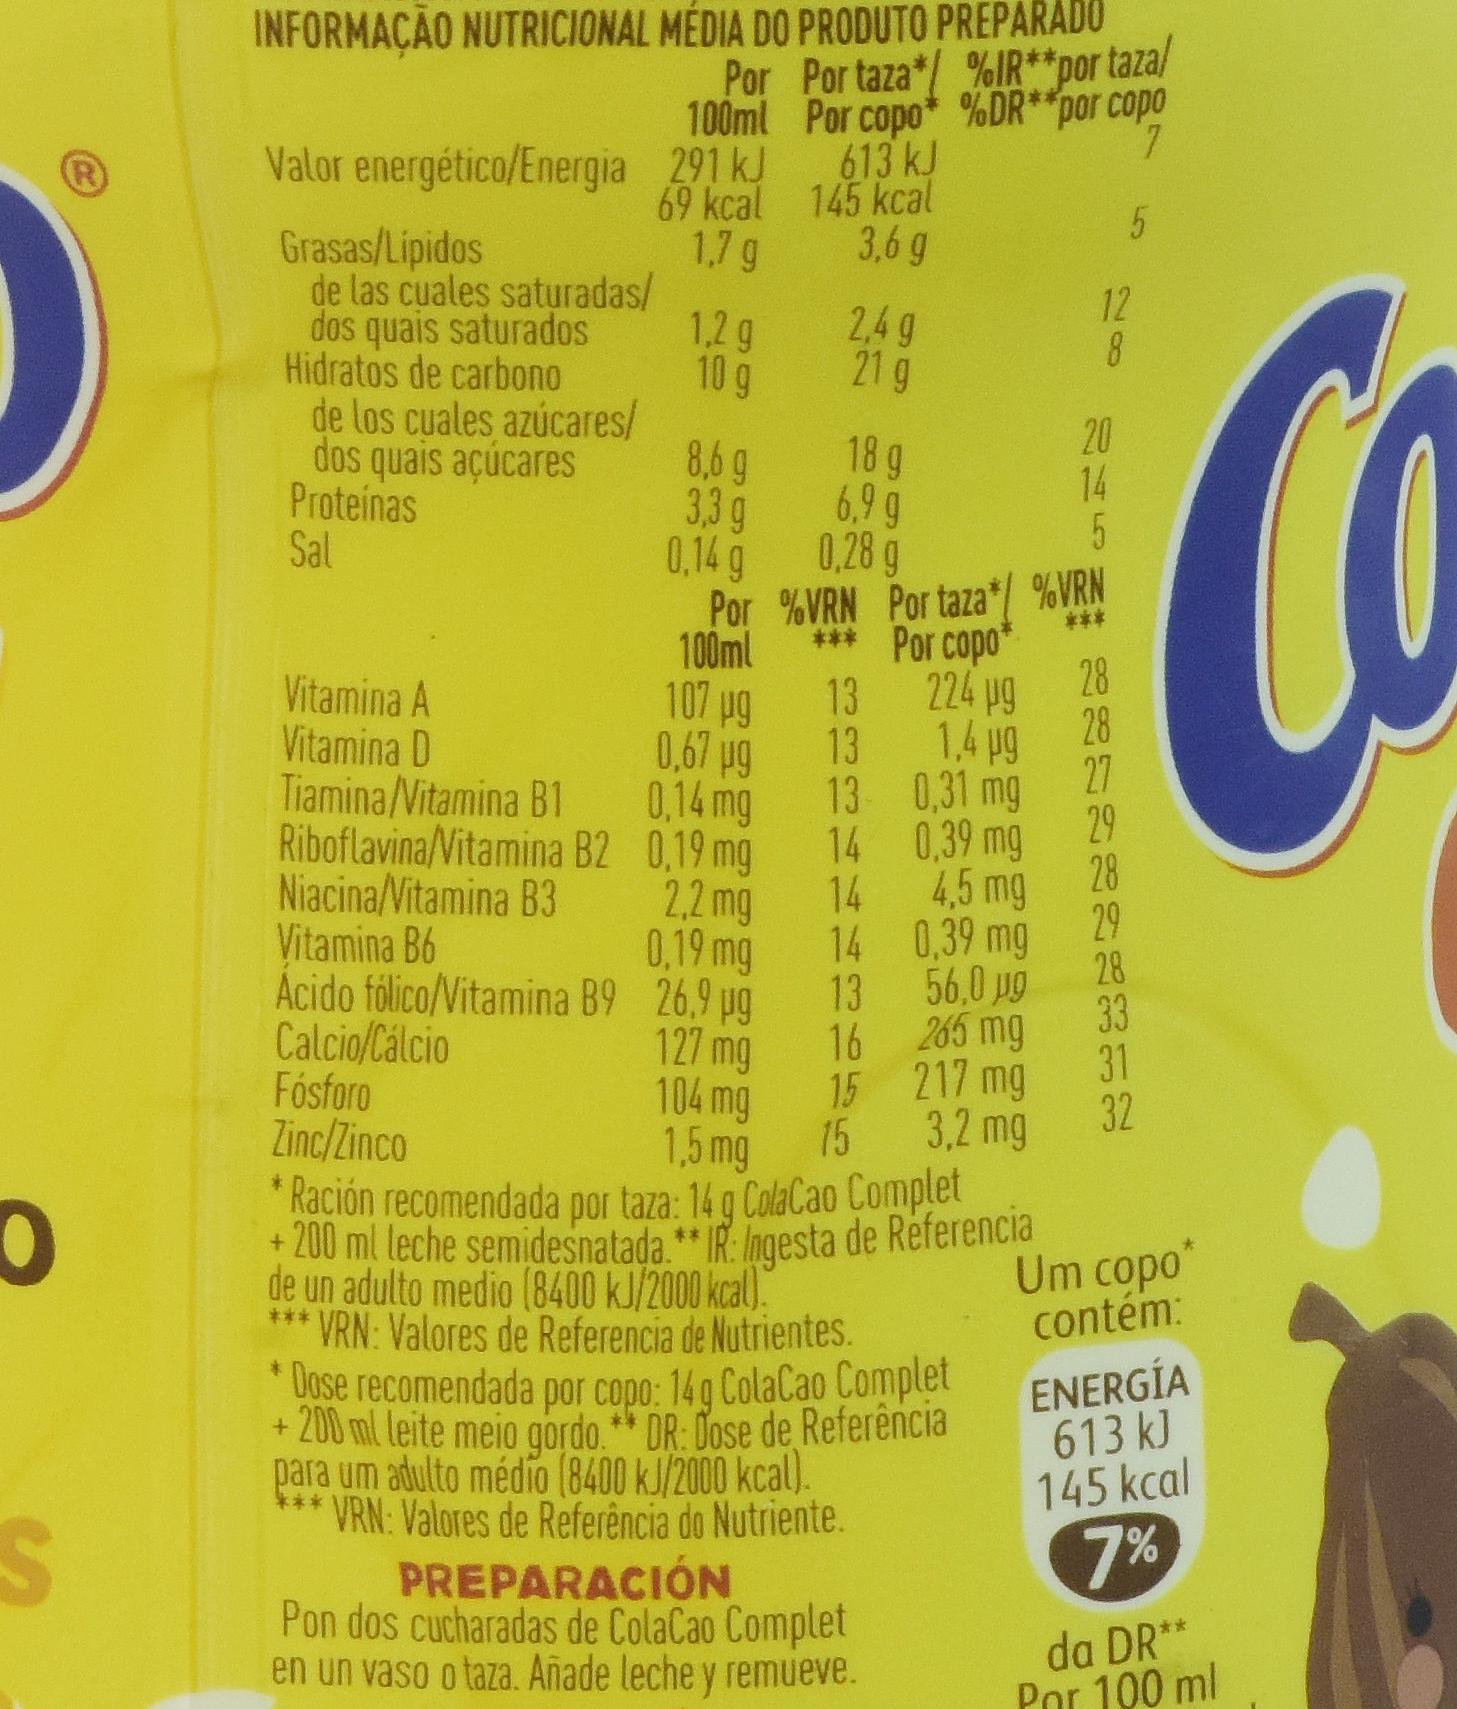 INFORMAÇÃO NUTRICIONAL MÉDIA DO PRODUTO PREPARADO
Por Por taza*/ %IR**por taza/
100ml Por copo* %DR**por copo
Valor energético/Energia 291 kJ 613 kJ 7
69 kcal 145 kcal
Grasas/Lípidos 1,7 g 3,6 g 5
de las cuales saturadas/
dos quais saturados 1,2 g 2,4 g 12
Hidratos de carbono 10 g 21 g 8
de los cuales azúcares/
dos quais açúcares 8,6 g 18 g 20
Proteínas 3,3 g 6,9 g 14
Sal 0,14 g 0,28 g 5
Por %VRN Por taza*/ %VRN
100ml *** Por copo* ***
Vitamina A 107 µg 13 224 µg 28
Vitamina D 0,67 µg 13 1,4 µg 28
Tiamina/Vitamina B1 0,14 mg 13 0,31 mg 27
Riboflavina/Vitamina B2 0,19 mg 14 0,39 mg 29
Niacina/Vitamina B3 2,2 mg 14 4,5 mg 28
Vitamina B6 0,19 mg 14 0,39 mg 29
Ácido fólico/Vitamina B9 26,9 µg 13 56,0 µg 28
Calcio/Cálcio 127 mg 16 265 mg 33
Fósforo 104 mg 15 217 mg 31
Zinc/Zinco 1,5 mg 15 3,2 mg 32
* Ración recomendada por taza: 14 g ColaCao Complet
+ 200 ml leche semidesnatada.** IR: Ingesta de Referencia
de un adulto medio (8400 kJ/2000 kcal).
*** VRN: Valores de Referencia de Nutrientes.
* Dose recomendada por copo: 14 g ColaCao Complet
+ 200 ml leite meio gordo.** DR: Dose de Referência
para um adulto médio (8400 kJ/2000 kcal).
*** VRN: Valores de Referência do Nutriente.
PREPARACIÓN
Pon dos cucharadas de ColaCao Complet
en un vaso o taza. Añade leche y remueve.
Um copo*
contém:
ENERGÍA
613 kJ
145 kcal
7%
da DR**
Por 100 ml
®
Co
O
S